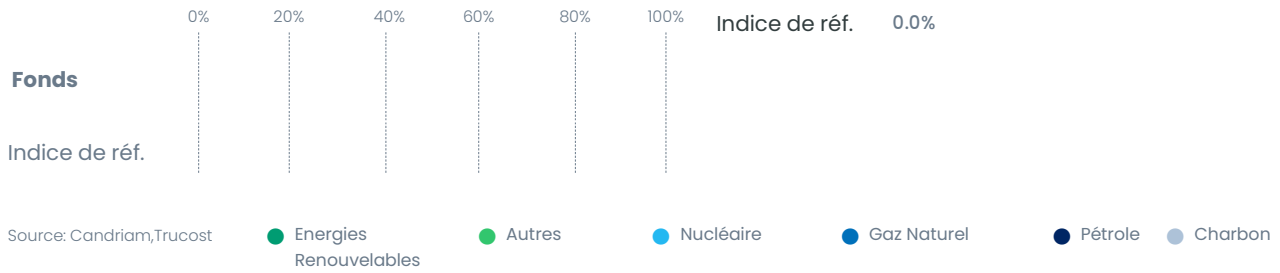 0% 20% 40% 60% 80% 100% Indice de réf. 0.0%
Fonds
Indice de réf.
Source: Candriam,Trucost Energies Autres Nucléaire Gaz Naturel Pétrole Charbon
Renouvelables